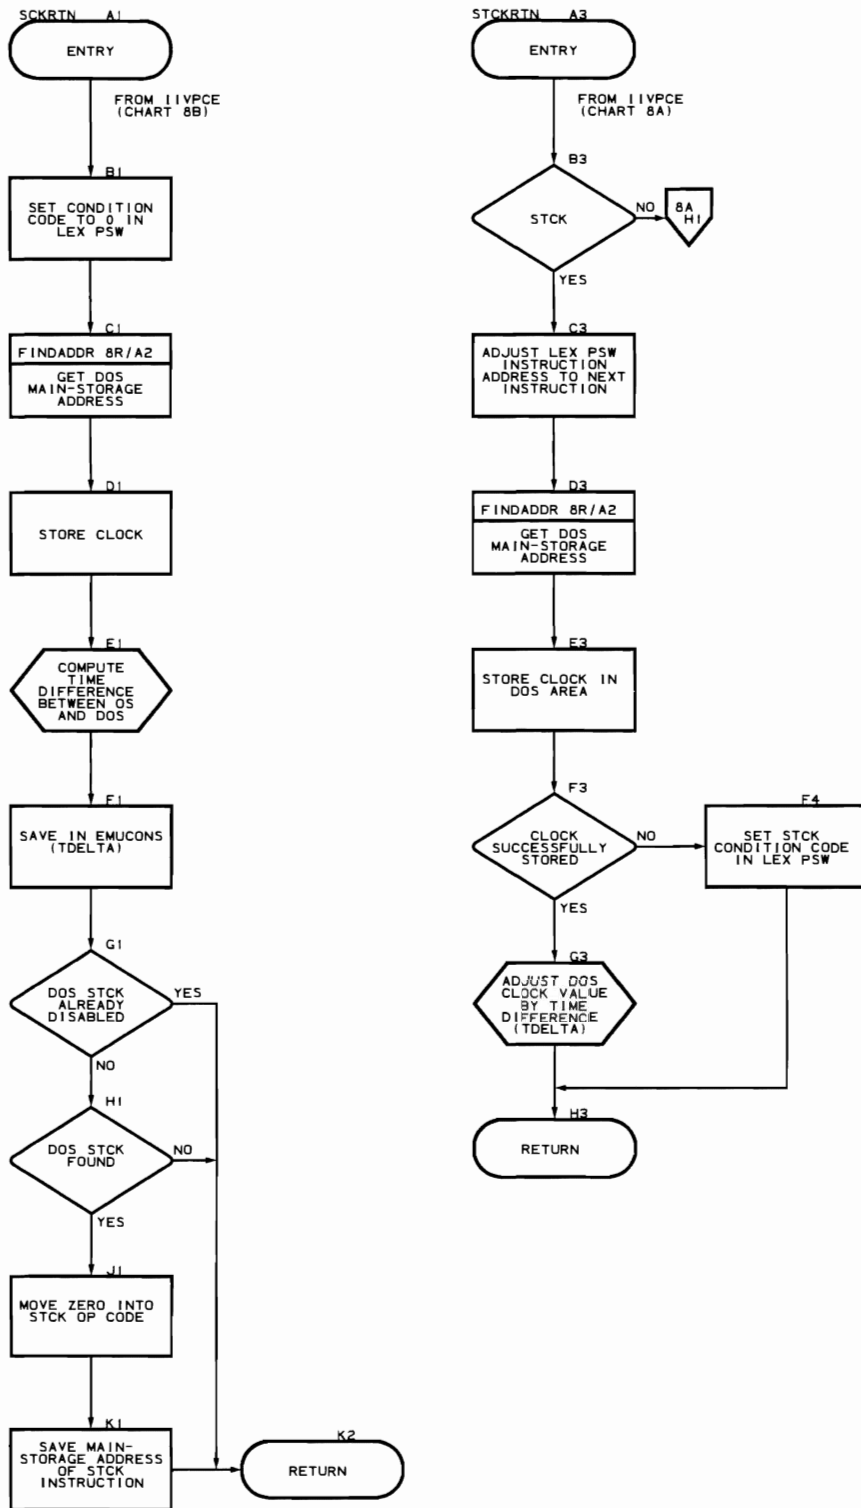 SCKRTN A1
ENTRY
FROM IIVPCE
(CHART 8B)
B1
SET CONDITION
CODE TO 0 IN
LEX PSW
C1
FINDADDR 8R/A2
GET DOS
MAIN-STORAGE
ADDRESS
D1
STORE CLOCK
E1
COMPUTE
TIME
DIFFERENCE
BETWEEN OS
AND DOS
F1
SAVE IN EMUCONS
(TDELTA)
G1
DOS STCK
ALREADY
DISABLED
YES
NO
H1
DOS STCK
FOUND
NO
YES
J1
MOVE ZERO INTO
STCK OP CODE
K1
SAVE MAIN-
STORAGE ADDRESS
OF STCK
INSTRUCTION
K2
RETURN
STCKRTN A3
ENTRY
FROM IIVPCE
(CHART 8A)
B3
STCK
NO
8A
H1
YES
C3
ADJUST LEX PSW
INSTRUCTION
ADDRESS TO NEXT
INSTRUCTION
D3
FINDADDR 8R/A2
GET DOS
MAIN-STORAGE
ADDRESS
E3
STORE CLOCK IN
DOS AREA
F3
CLOCK
SUCCESSFULLY
STORED
NO
F4
SET STCK
CONDITION CODE
IN LEX PSW
YES
G3
ADJUST DOS
CLOCK VALUE
BY TIME
DIFFERENCE
(TDELTA)
H3
RETURN